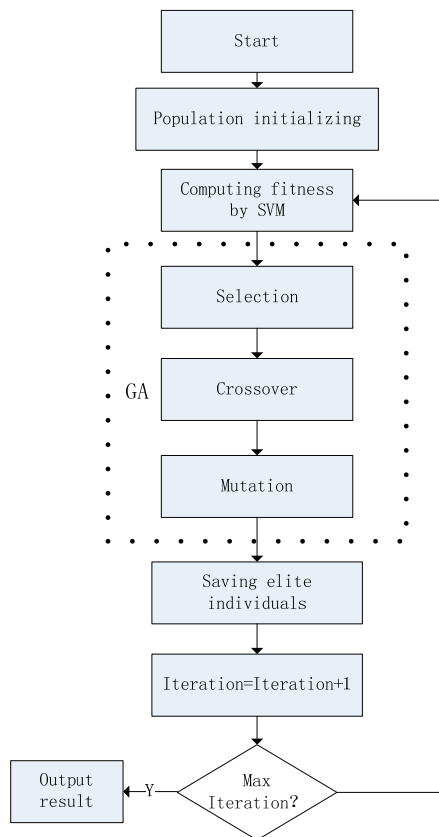 Start
Population initializing
Computing fitness
by SVM
Selection
GA
Crossover
Mutation
Saving elite
individuals
Iteration=Iteration+1
Max
Iteration?
Y
Output
result